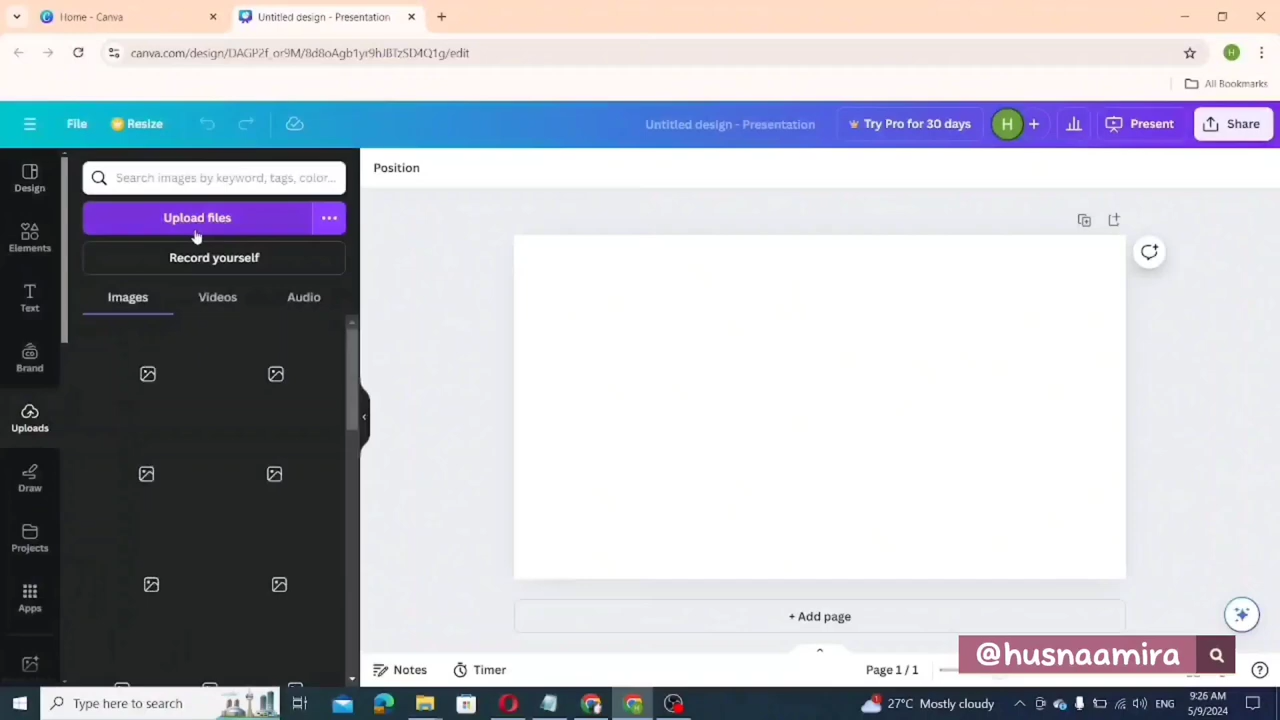 Home - Canva
Untitled design - Presentation
canva.com/design/DAGP2f_or9M/8d8oAgb1yr9hJBTzSD4Q1g/edit
All Bookmarks
File
Resize
Untitled design - Presentation
Try Pro for 30 days
H
Present
Share
Design
Elements
Text
Brand
Uploads
Draw
Projects
Apps
Search images by keyword, tags, color...
Upload files
Record yourself
Images
Videos
Audio
Position
+ Add page
Notes
Timer
Page 1 / 1
@husnaamira
Type here to search
27°C Mostly cloudy
ENG
9:26 AM
5/9/2024